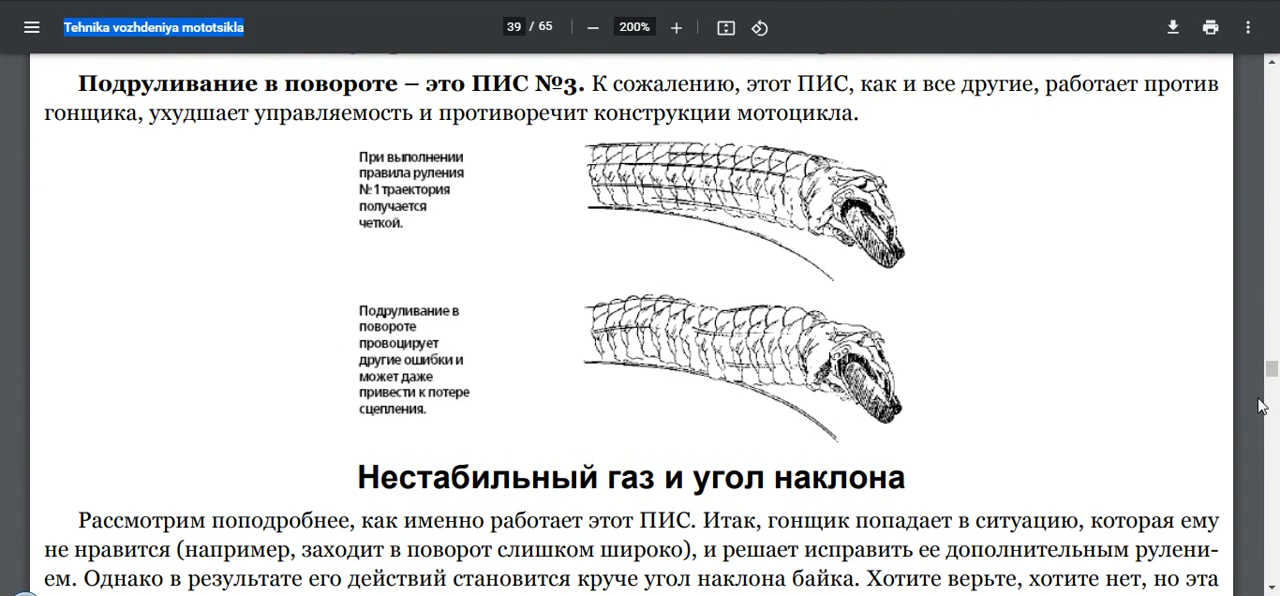 Tehnika vozhdeniya mototsikla
39 / 65
200%
Подруливание в повороте – это ПИС №3. К сожалению, этот ПИС, как и все другие, работает против
гонщика, ухудшает управляемость и противоречит конструкции мотоцикла.
При выполнении
правила руления
№1 траектория
получается
четкой.
Подруливание в
повороте
провоцирует
другие ошибки и
может даже
привести к потере
сцепления.
Нестабильный газ и угол наклона
Рассмотрим поподробнее, как именно работает этот ПИС. Итак, гонщик попадает в ситуацию, которая ему
не нравится (например, заходит в поворот слишком широко), и решает исправить ее дополнительным рулени-
ем. Однако в результате его действий становится круче угол наклона байка. Хотите верьте, хотите нет, но эта